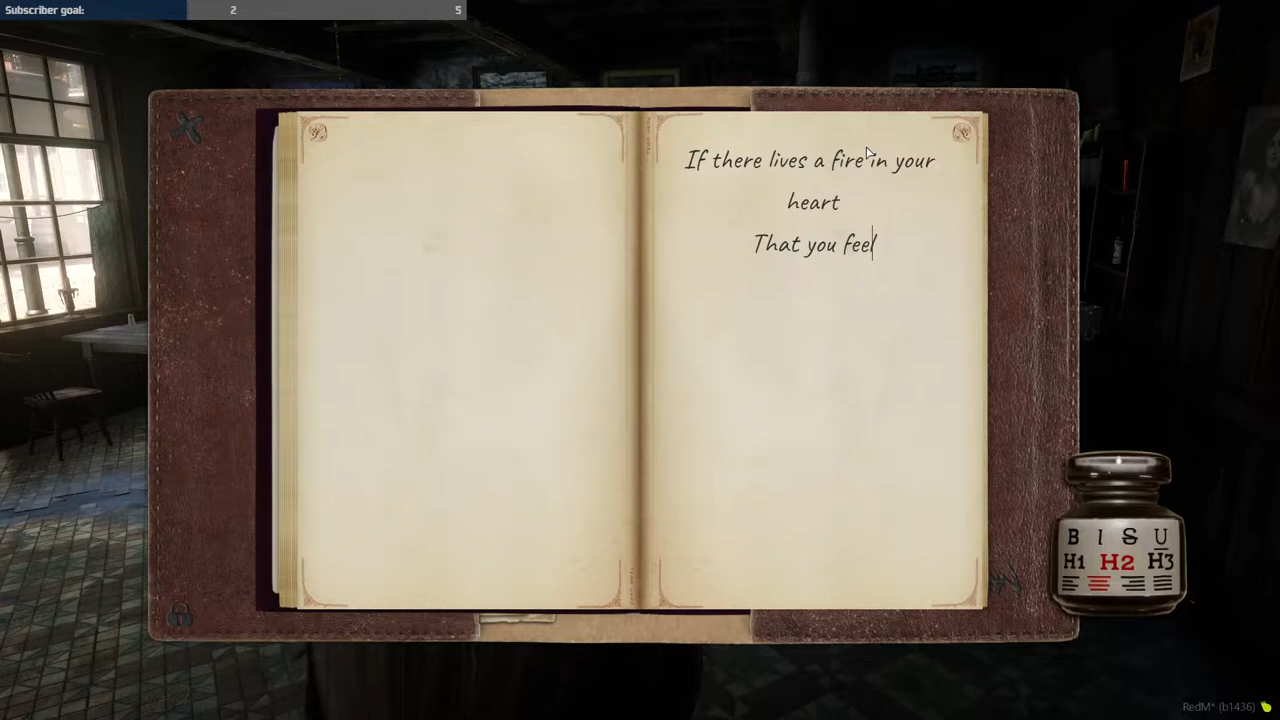 Subscriber goal: 2 5
If there lives a fire in your
heart
That you feel
B I S U
H1 H2 H3
RedM* (b1436)